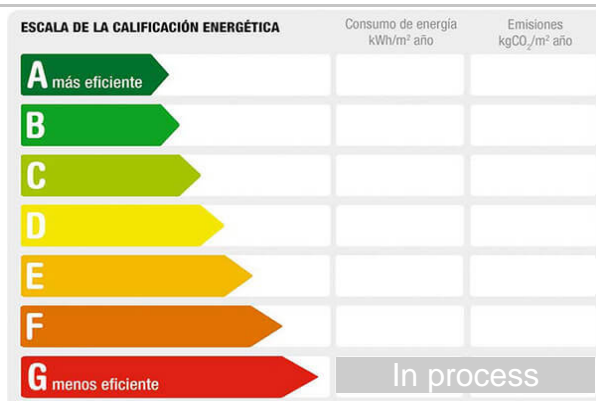 ESCALA DE LA CALIFICACIÓN ENERGÉTICA
Consumo de energía
kWh/m² año
Emisiones
kgCO₂/m² año
A más eficiente
B
C
D
E
F
G menos eficiente
In process